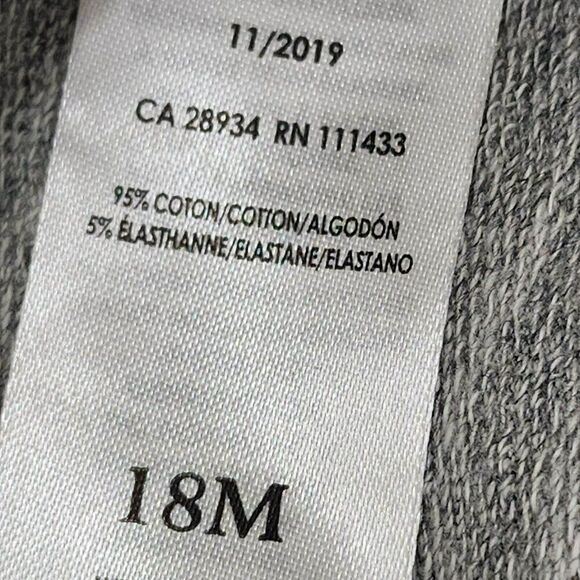 11/2019
CA 28934 RN 111433
95% COTON/COTTON/ALGODÓN
5% ÉLASTHANNE/ELASTANE/ELASTANO
18M